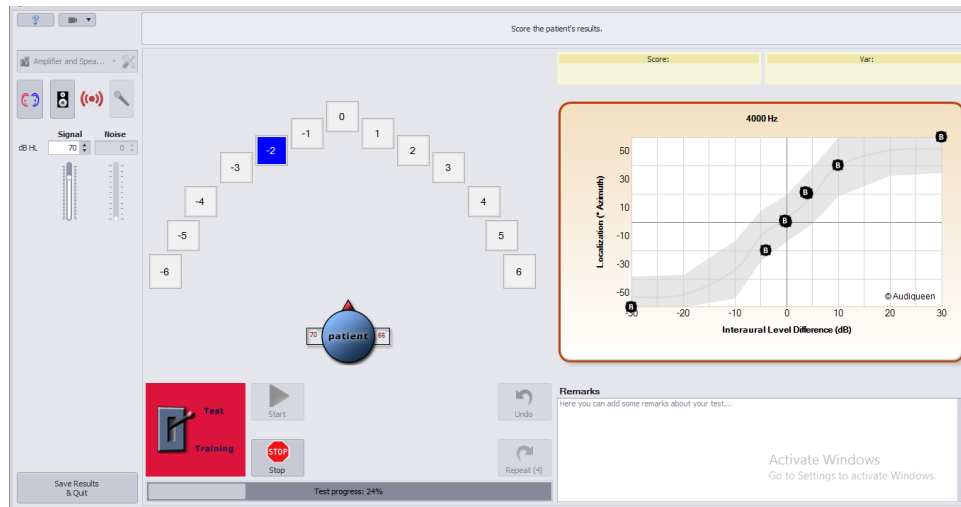 ?
Score the patient's results.
Amplifier and Spea...
Signal
Noise
dB HL
70
0
0
-1
1
-2
2
-3
3
-4
4
-5
5
-6
6
70
patient
66
Test
Training
Start
Stop
STOP
Undo
Repeat (4)
Test progress: 24%
Save Results
& Quit
Score:
Var:
4000 Hz
Localization (° Azimuth)
50
30
10
-10
-30
-50
B
B
B
B
B
B
© Audiqueen
-30
-20
-10
0
10
20
30
Interaural Level Difference (dB)
Remarks
Here you can add some remarks about your test...
Activate Windows
Go to Settings to activate Windows.